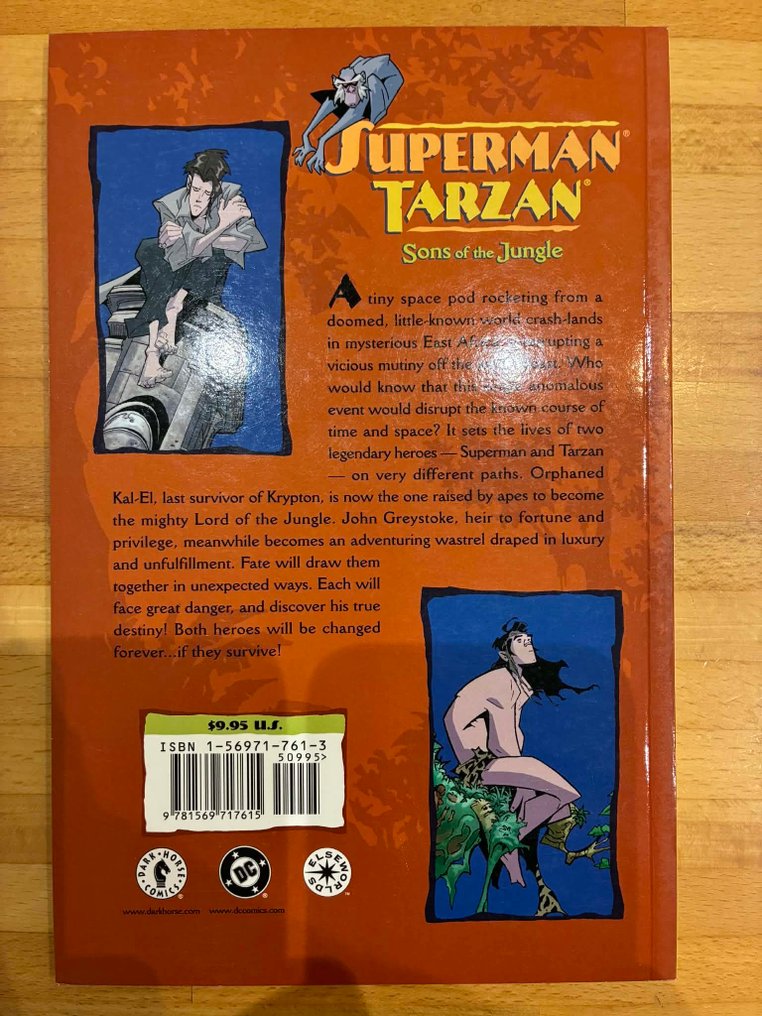 SUPERMAN®
TARZAN®
Sons of the Jungle
A tiny space pod rocketing from a
doomed, little-known world crash-lands
in mysterious East a
vicious mutiny off the
would know that this anomalous
event would disrupt the known course of
time and space? It sets the lives of two
legendary heroes — Superman and Tarzan
— on very different paths. Orphaned
Kal-El, last survivor of Krypton, is now the one raised by apes to become
the mighty Lord of the Jungle. John Greystoke, heir to fortune and
privilege, meanwhile becomes an adventuring wastrel draped in luxury
and unfulfillment. Fate will draw them
together in unexpected ways. Each will
face great danger, and discover his true
destiny! Both heroes will be changed
forever...if they survive!
$9.95 U.S.
ISBN 1-56971-761-3
50995>
9 781569 717615
DARK HORSE COMICS®
DC®
ELSEWORLDS™
www.darkhorse.com www.dccomics.com